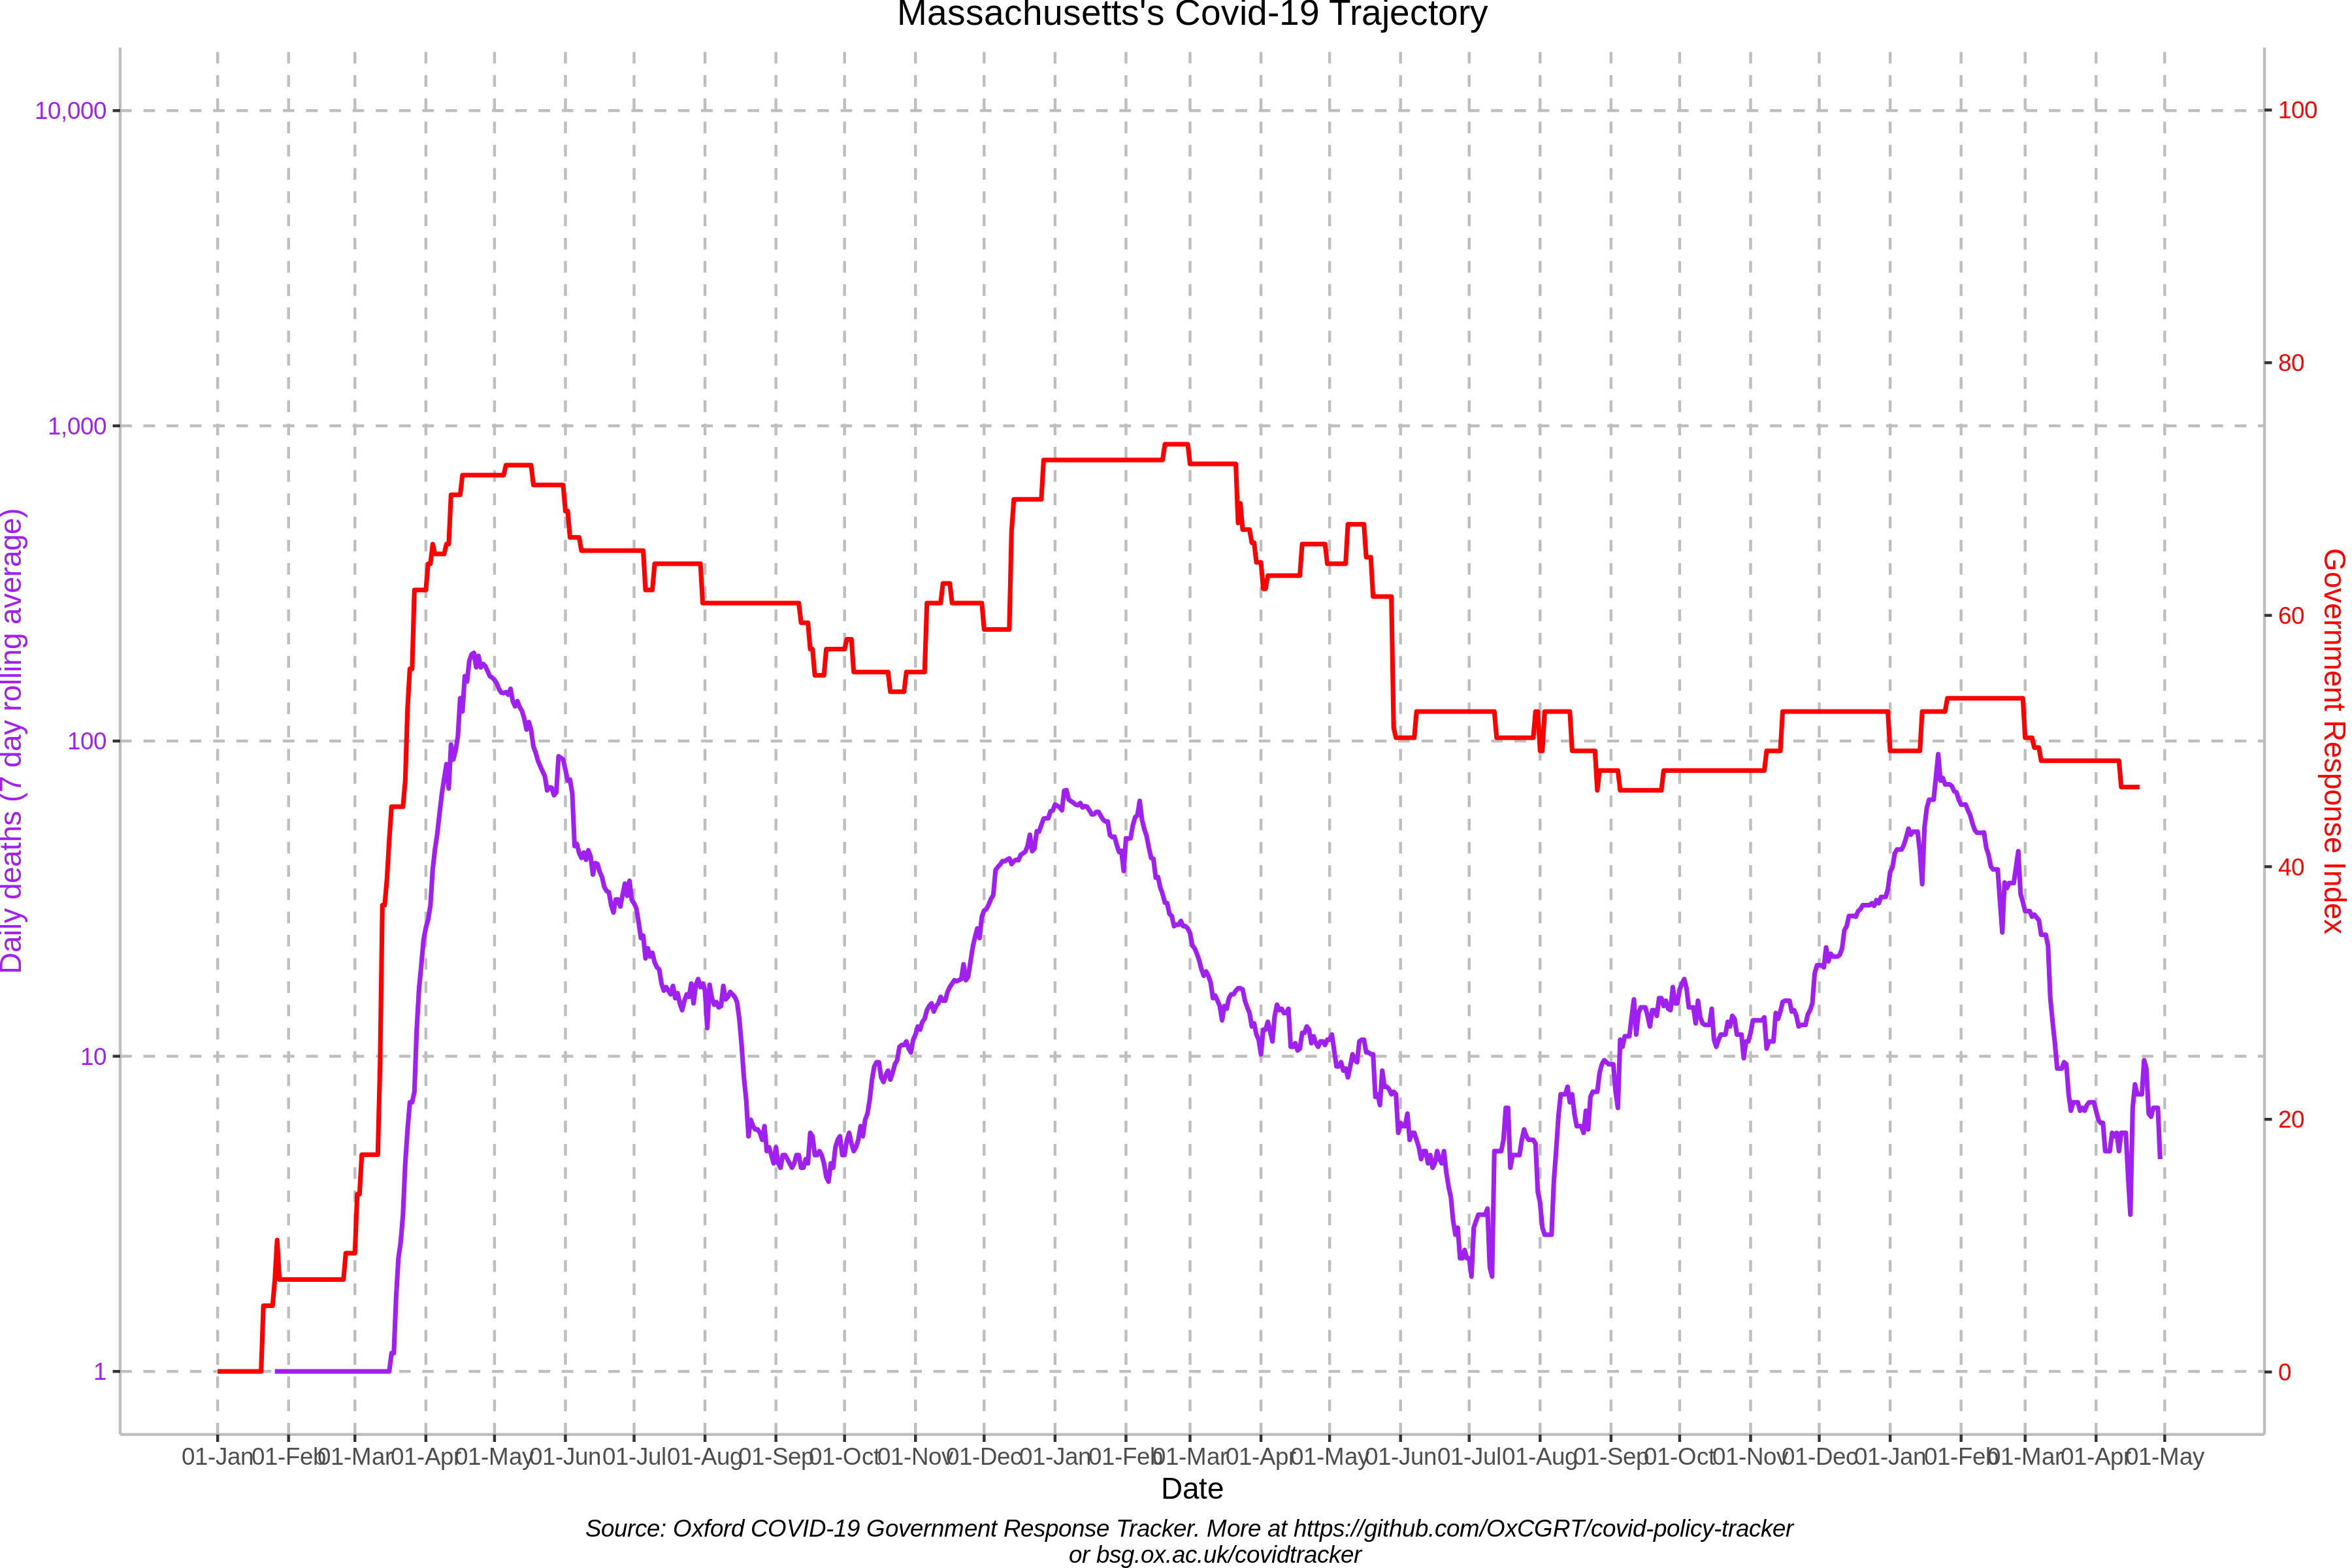 Massachusetts's Covid-19 Trajectory
10,000
1,000
100
10
1
Daily deaths (7 day rolling average)
100
80
60
40
20
0
Government Response Index
01-Jan 01-Feb 01-Mar 01-Apr 01-May 01-Jun 01-Jul 01-Aug 01-Sep 01-Oct 01-Nov 01-Dec 01-Jan 01-Feb 01-Mar 01-Apr 01-May 01-Jun 01-Jul 01-Aug 01-Sep 01-Oct 01-Nov 01-Dec 01-Jan 01-Feb 01-Mar 01-Apr 01-May
Date
Source: Oxford COVID-19 Government Response Tracker. More at https://github.com/OxCGRT/covid-policy-tracker
or bsg.ox.ac.uk/covidtracker